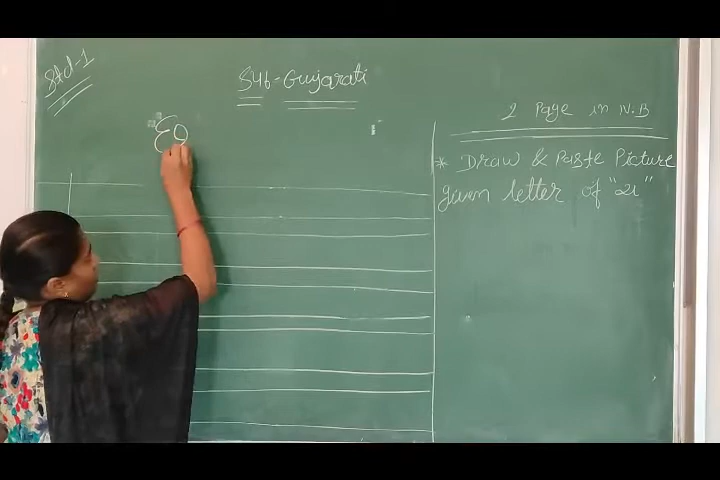 Std-1
Sub-Gujarati
2 Page in N.B
* Draw & Paste Picture
given letter of "સ"